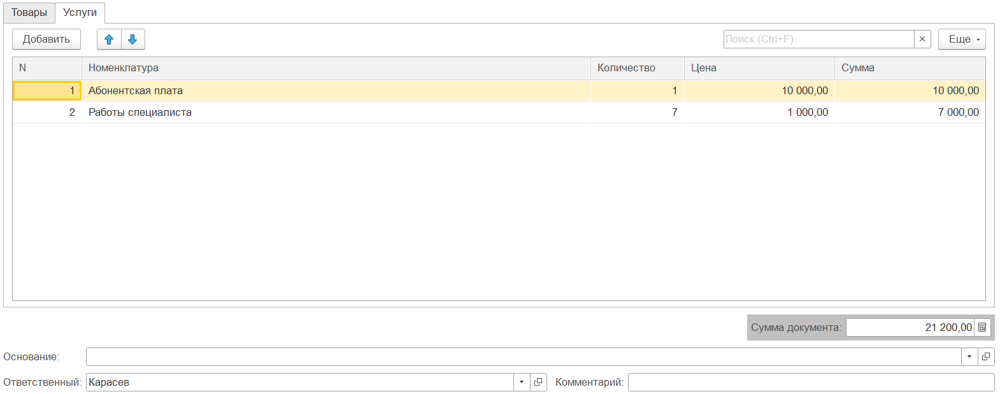 Товары Услуги
Добавить Поиск (Ctrl+F) Еще
N Номенклатура Количество Цена Сумма
1 Абонентская плата 1 10 000,00 10 000,00
2 Работы специалиста 7 1 000,00 7 000,00
Сумма документа: 21 200,00
Основание:
Ответственный: Карасев Комментарий: